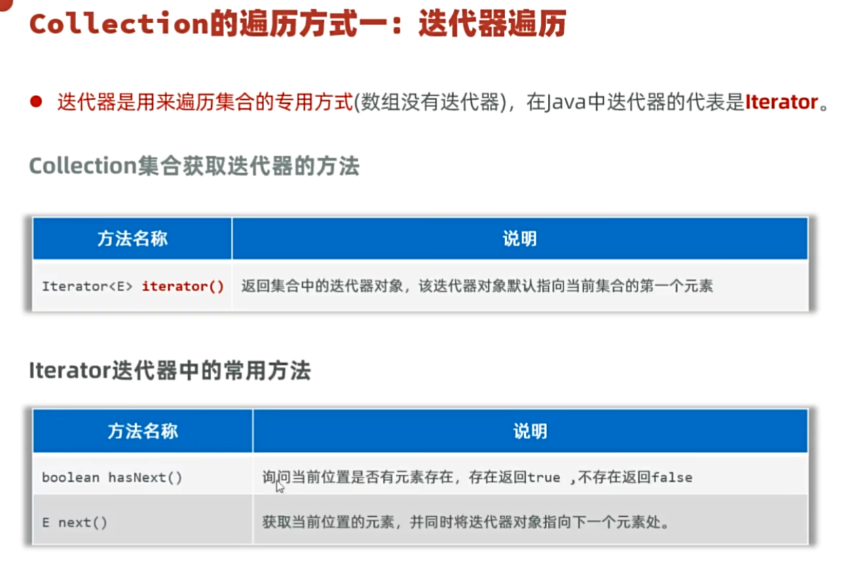 Collection的遍历方式一：迭代器遍历
迭代器是用来遍历集合的专用方式(数组没有迭代器)，在Java中迭代器的代表是Iterator。
Collection集合获取迭代器的方法
方法名称 说明
Iterator<E> iterator() 返回集合中的迭代器对象，该迭代器对象默认指向当前集合的第一个元素
Iterator迭代器中的常用方法
方法名称 说明
boolean hasNext() 询问当前位置是否有元素存在，存在返回true ,不存在返回false
E next() 获取当前位置的元素，并同时将迭代器对象指向下一个元素处。